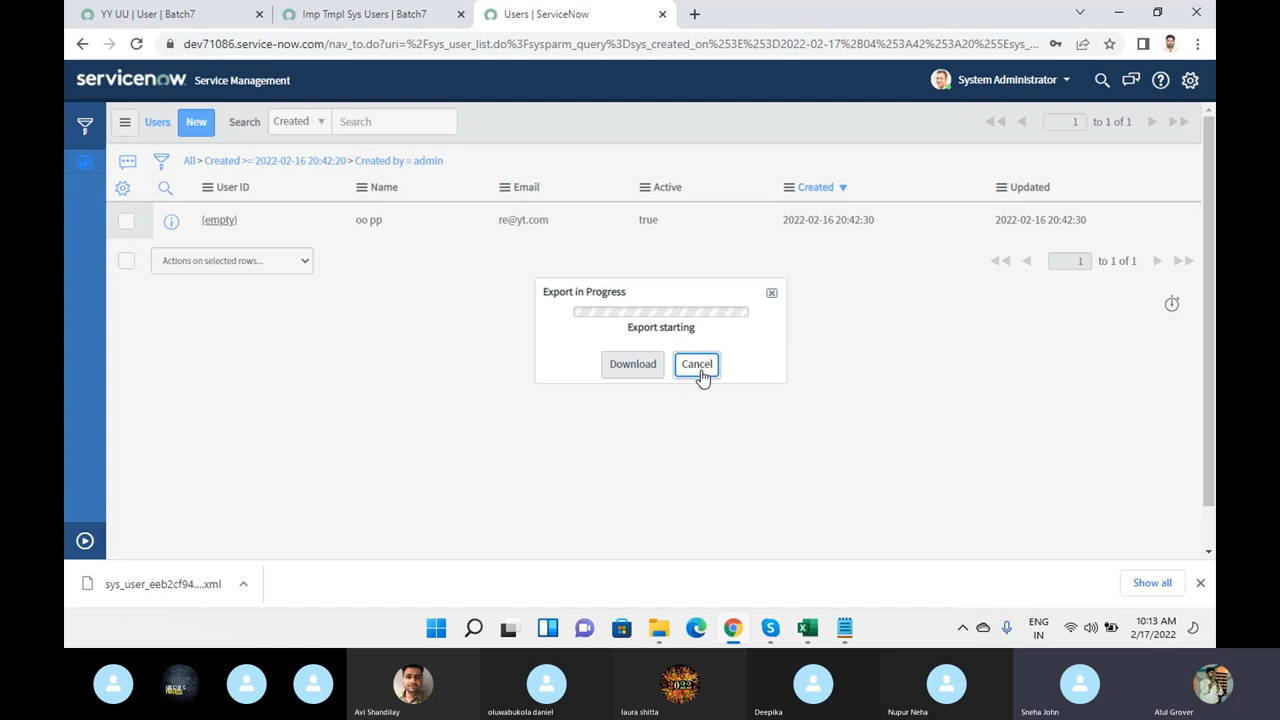 YY UU | User | Batch7
Imp Tmpl Sys Users | Batch7
Users | ServiceNow
dev71086.service-now.com/nav_to.do?uri=%2Fsys_user_list.do%3Fsysparm_query%3Dsys_created_on%253E%253D2022-02-17%2B04%253A42%253A20%255Esys_...
servicenow Service Management
System Administrator
Users New Search Created Search 1 to 1 of 1
All > Created >= 2022-02-16 20:42:20 > Created by = admin
User ID Name Email Active Created Updated
(empty) oo pp re@yt.com true 2022-02-16 20:42:30 2022-02-16 20:42:30
Actions on selected rows... 1 to 1 of 1
Export in Progress
Export starting
Download Cancel
sys_user_eeb2cf94....xml Show all
ENG
IN
10:13 AM
2/17/2022
2022
Avi Shandilay oluwabukola daniel laura shitta Deepika Nupur Neha Sneha John Atul Grover